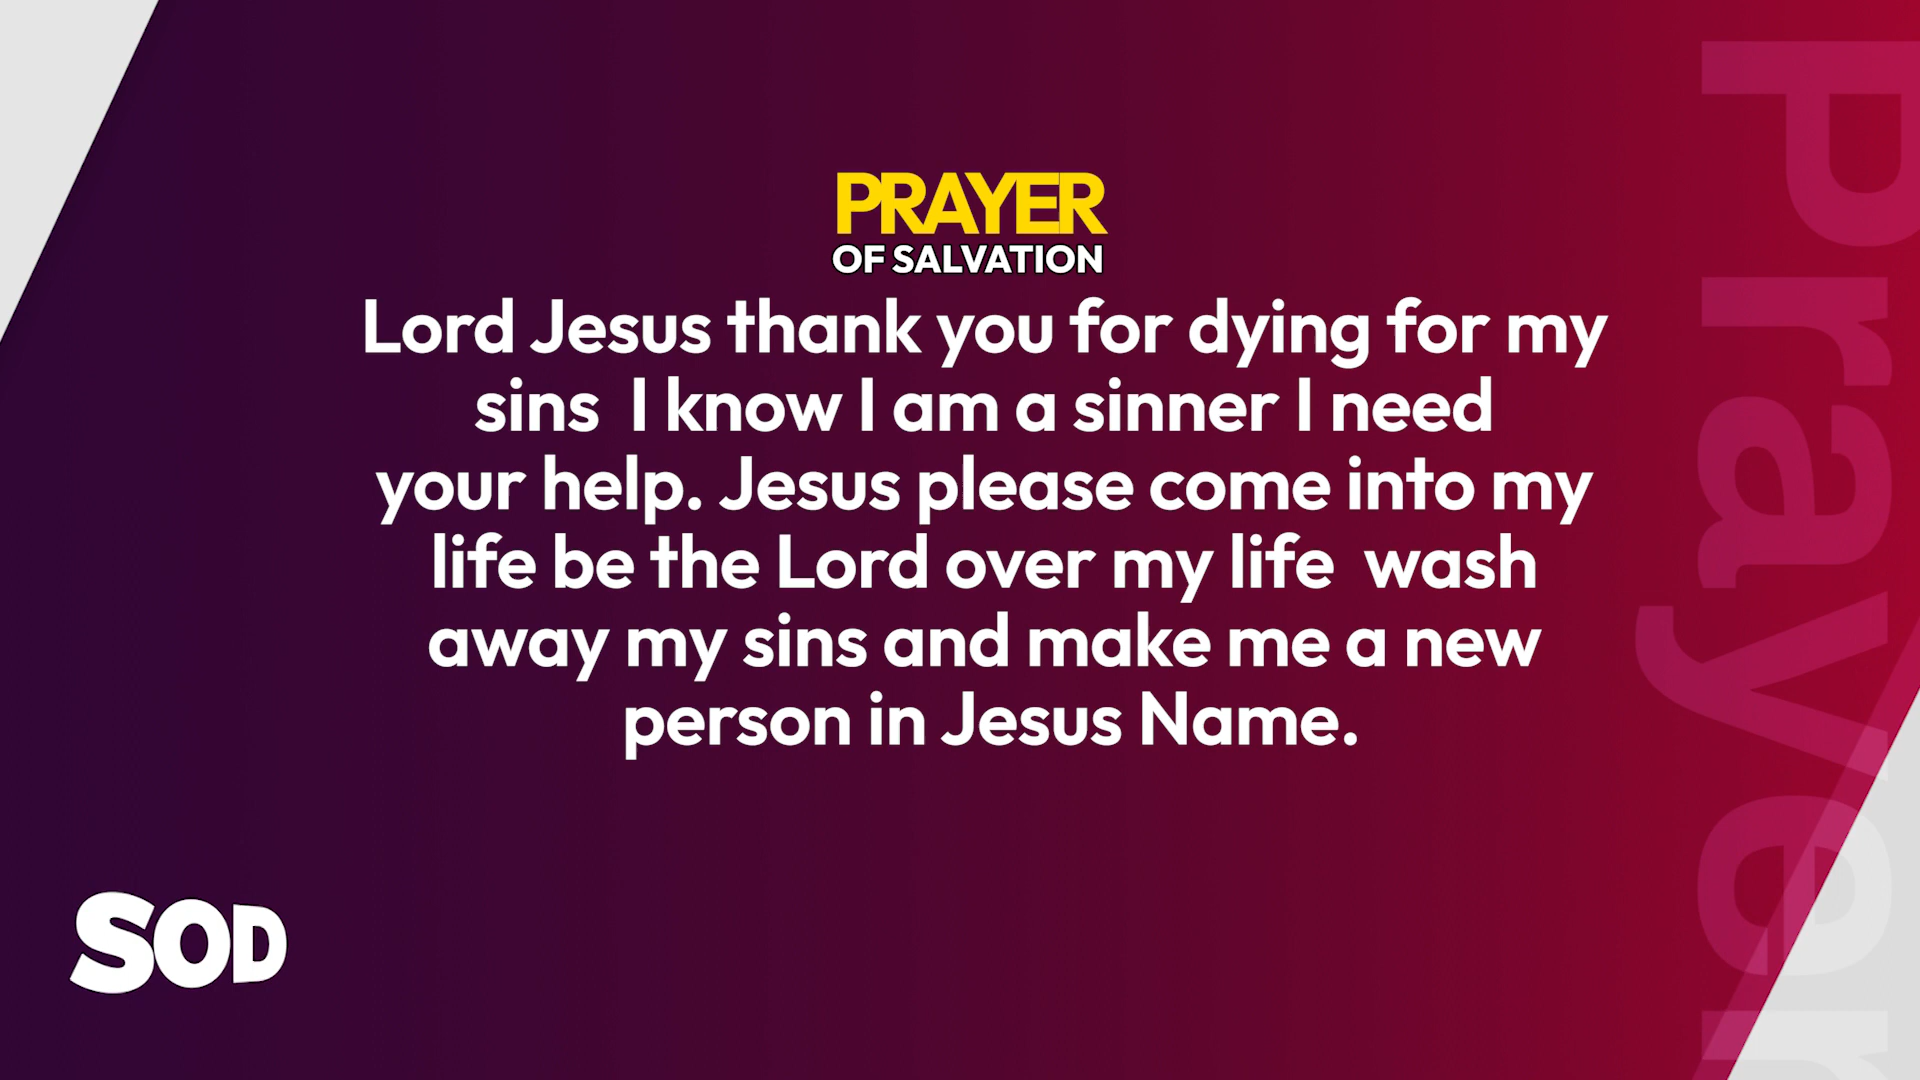 PRAYER
OF SALVATION
Lord Jesus thank you for dying for my
sins  I know I am a sinner I need
your help. Jesus please come into my
life be the Lord over my life  wash
away my sins and make me a new
person in Jesus Name.
SOD
Prayer